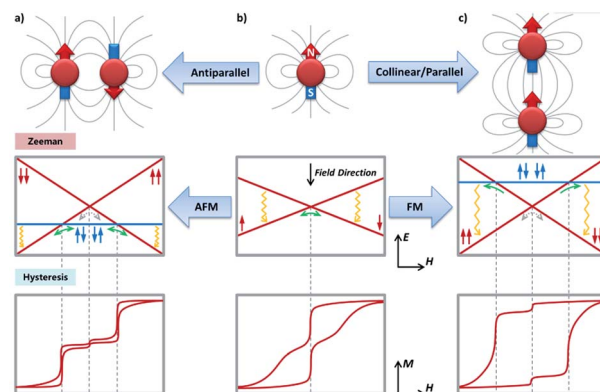 a)
b)
c)
N
S
Antiparallel
Collinear/Parallel
Zeeman
Field Direction
AFM
FM
E
H
Hysteresis
M
H